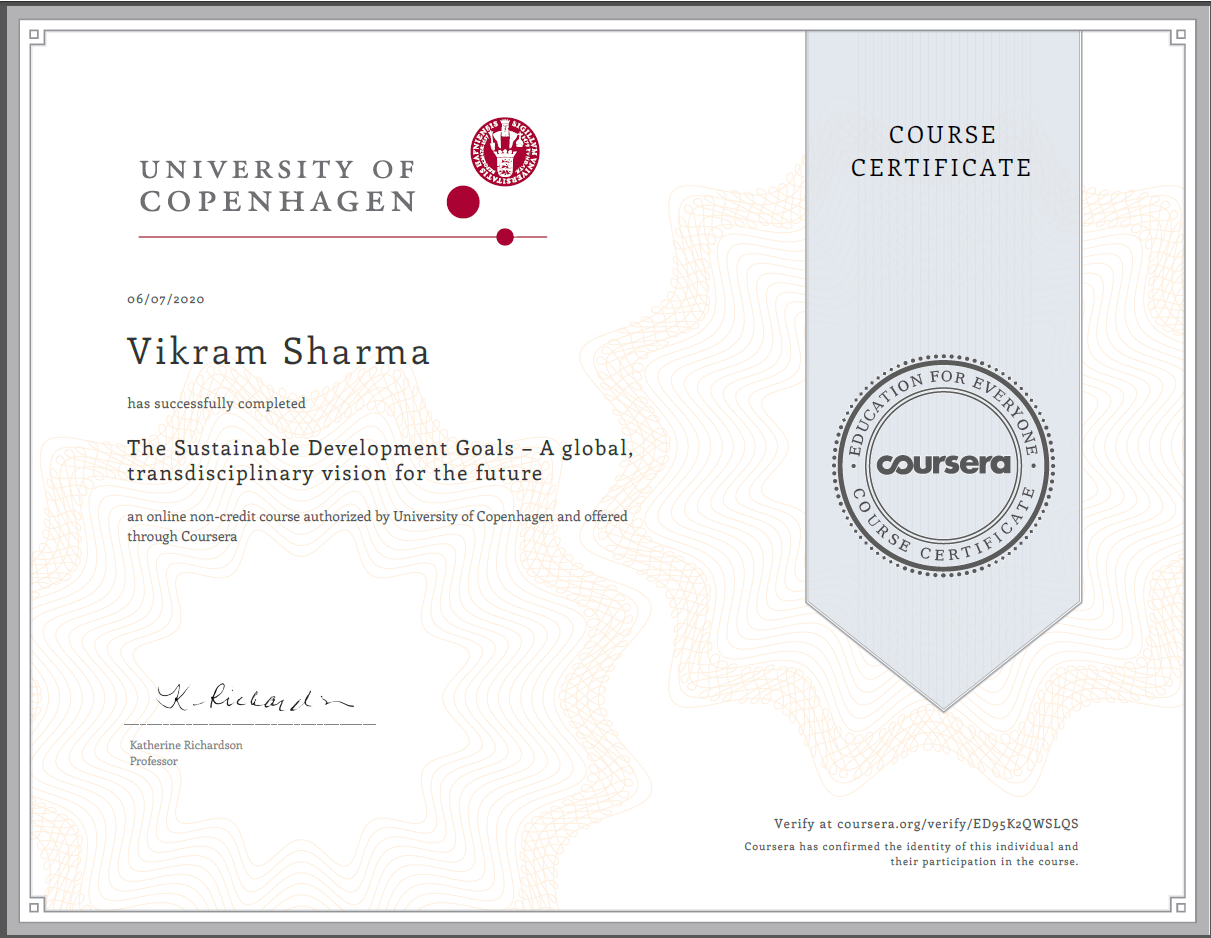 UNIVERSITY OF
COPENHAGEN
SIGILLVM VNIVERSITATIS HAFNIENSIS
06/07/2020
Vikram Sharma
has successfully completed
The Sustainable Development Goals – A global,
transdisciplinary vision for the future
an online non-credit course authorized by University of Copenhagen and offered
through Coursera
K. Richardson
Katherine Richardson
Professor
COURSE
CERTIFICATE
EDUCATION FOR EVERYONE
coursera
COURSE CERTIFICATE
Verify at coursera.org/verify/ED95K2QWSLQS
Coursera has confirmed the identity of this individual and
their participation in the course.